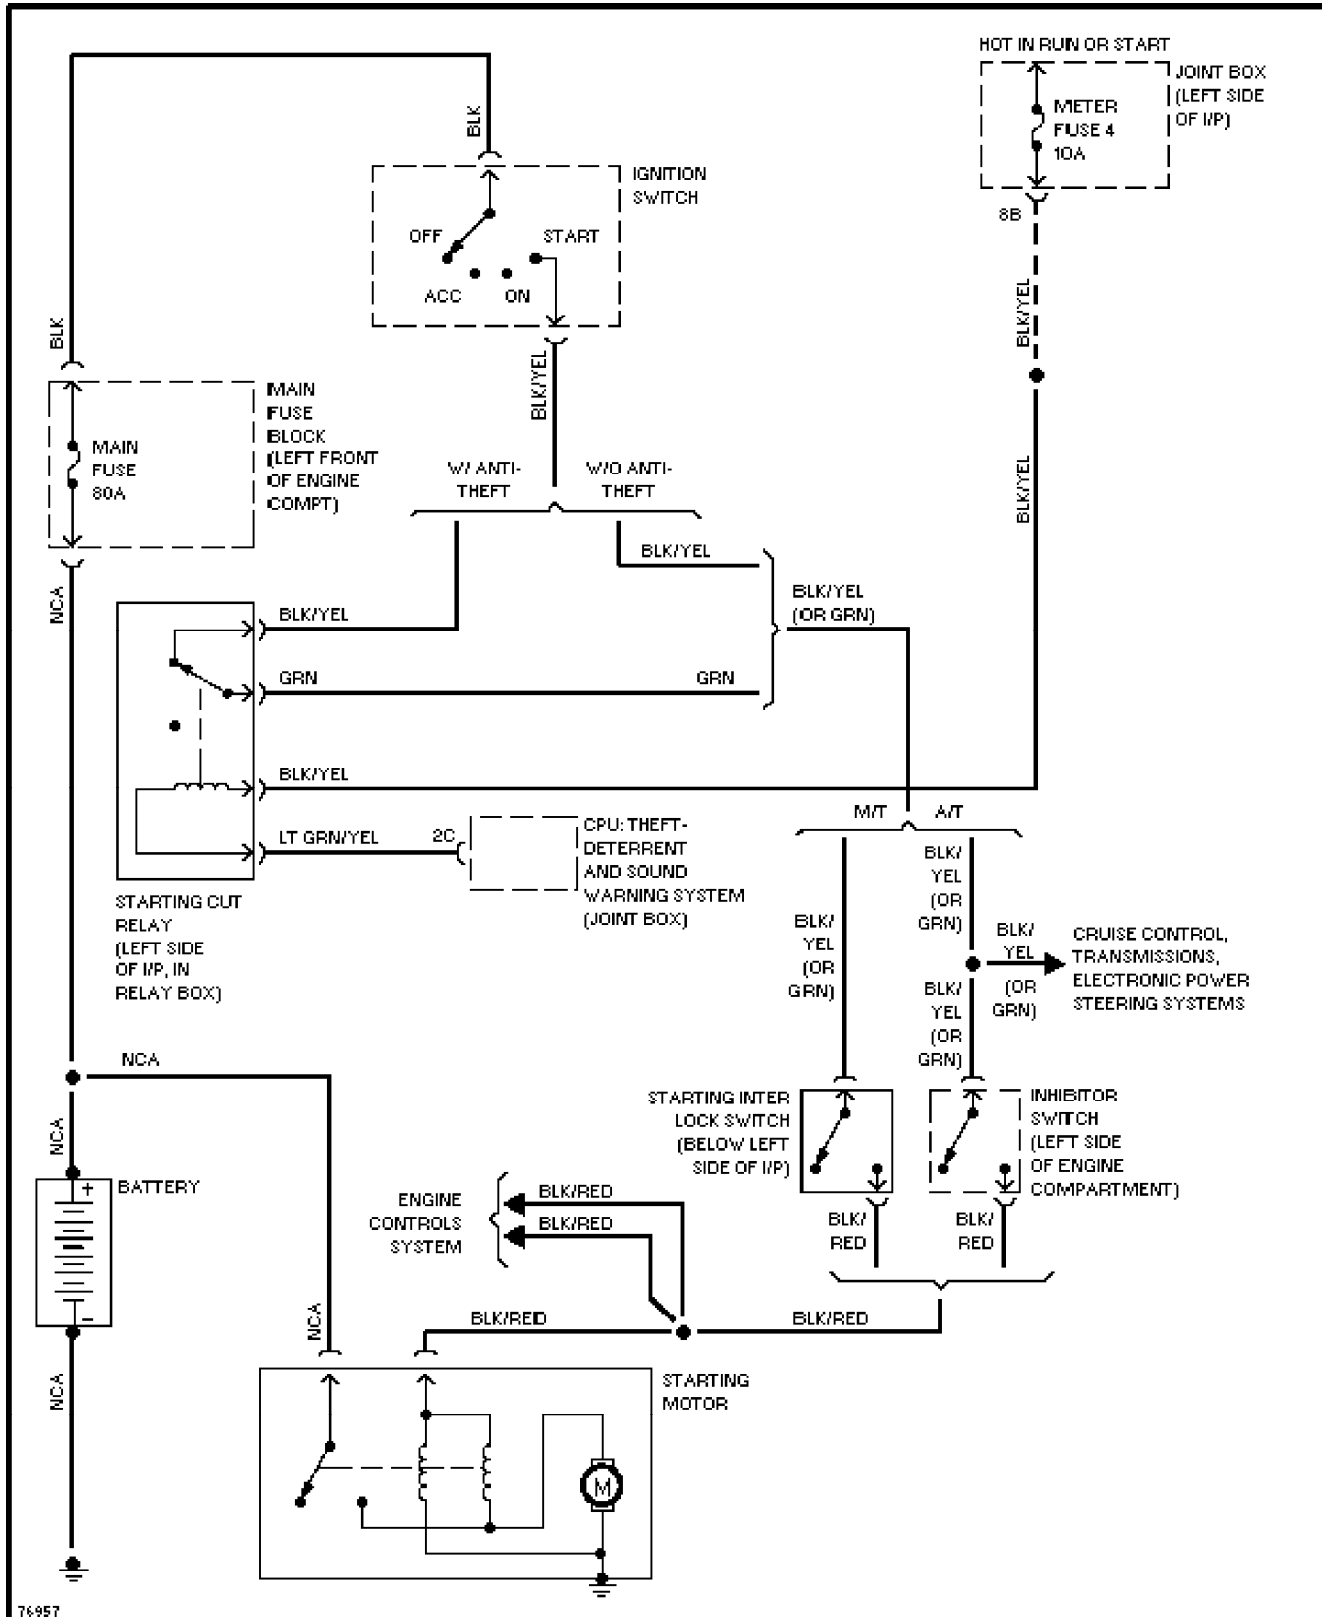 HOT IN RUN OR START
JOINT BOX
(LEFT SIDE
OF I/P)
METER
FUSE 4
10A
8B
BLK/YEL
BLK/YEL
BLK
IGNITION
SWITCH
OFF
START
ACC
ON
BLK
BLK/YEL
MAIN
FUSE
BLOCK
(LEFT FRONT
OF ENGINE
COMPT)
MAIN
FUSE
80A
NCA
W/ ANTI-
THEFT
W/O ANTI-
THEFT
BLK/YEL
BLK/YEL
(OR GRN)
BLK/YEL
GRN
GRN
BLK/YEL
LT GRN/YEL
2C
CPU: THEFT-
DETERRENT
AND SOUND
WARNING SYSTEM
(JOINT BOX)
STARTING CUT
RELAY
(LEFT SIDE
OF I/P, IN
RELAY BOX)
M/T
A/T
BLK/
YEL
(OR
GRN)
BLK/
YEL
(OR
GRN)
BLK/
YEL
(OR
GRN)
CRUISE CONTROL,
TRANSMISSIONS,
ELECTRONIC POWER
STEERING SYSTEMS
BLK/
YEL
(OR
GRN)
NCA
NCA
STARTING INTER
LOCK SWITCH
(BELOW LEFT
SIDE OF I/P)
INHIBITOR
SWITCH
(LEFT SIDE
OF ENGINE
COMPARTMENT)
BATTERY
+
-
ENGINE
CONTROLS
SYSTEM
BLK/RED
BLK/RED
BLK/
RED
BLK/
RED
NCA
BLK/RED
BLK/RED
NCA
STARTING
MOTOR
M
76957